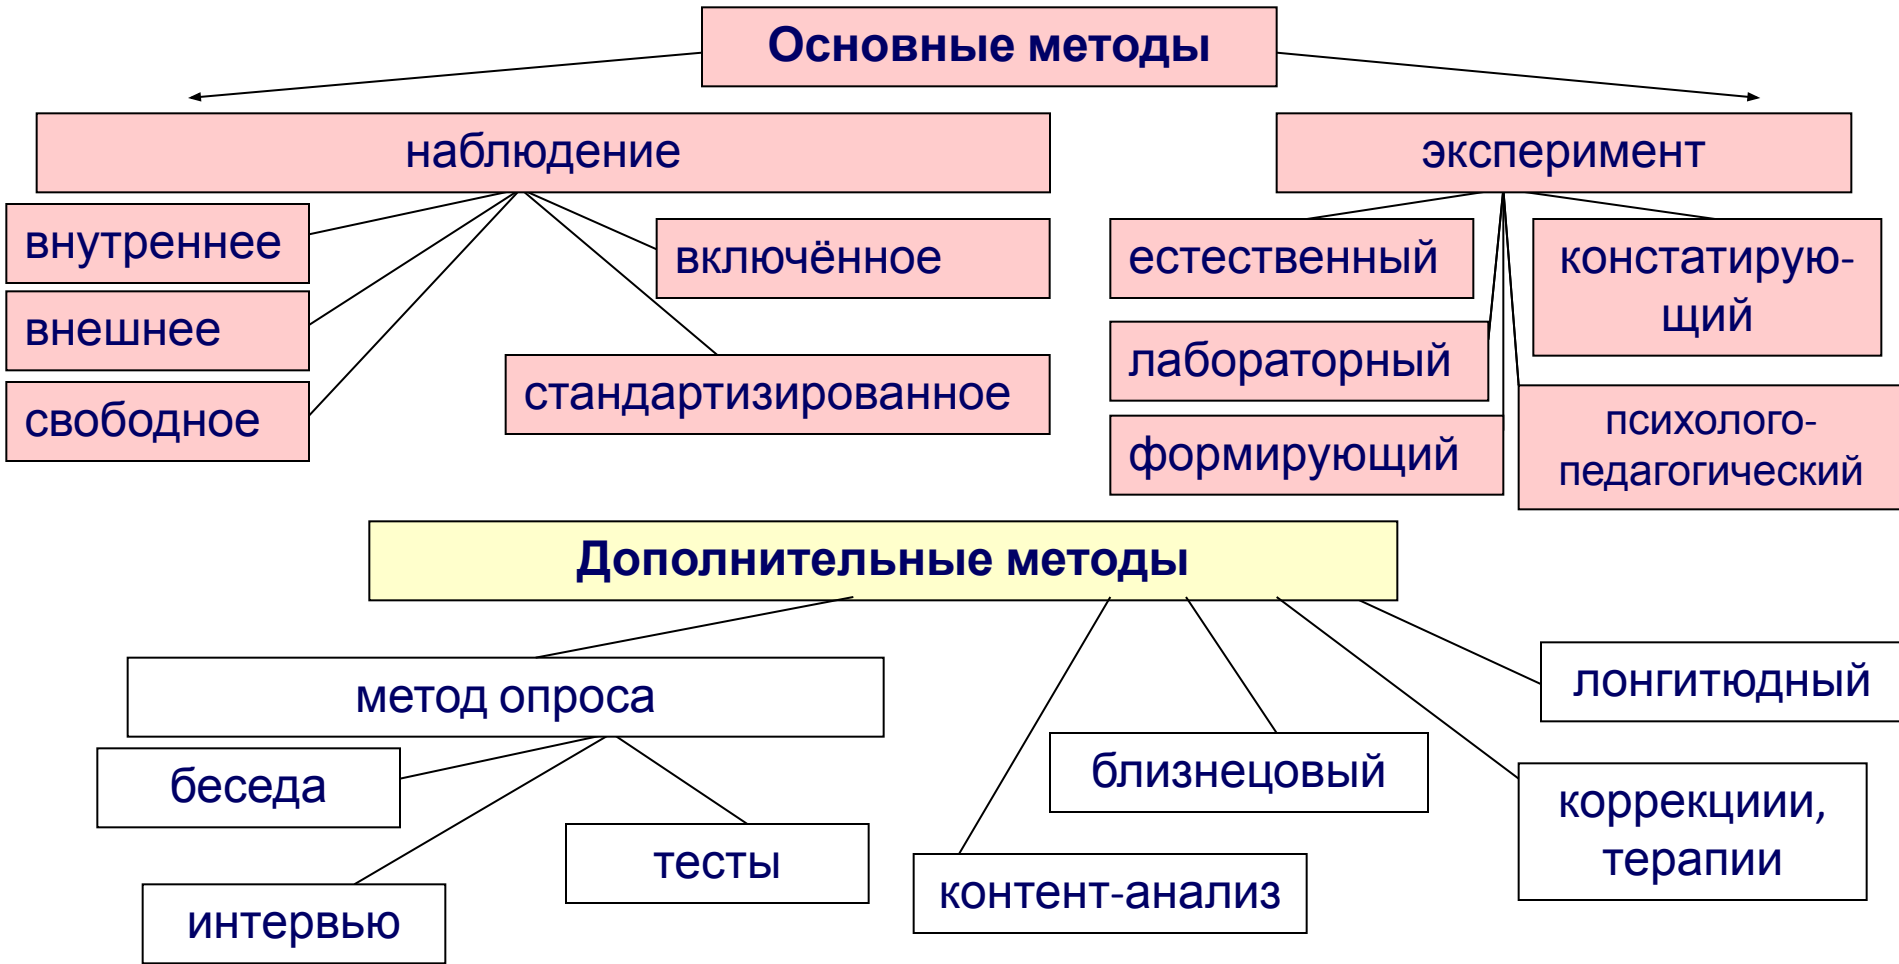 Основные методы
наблюдение
эксперимент
внутреннее
включённое
естественный
констатирую-
щий
внешнее
лабораторный
свободное
стандартизированное
формирующий
психолого-
педагогический
Дополнительные методы
метод опроса
лонгитюдный
беседа
близнецовый
коррекциии,
терапии
тесты
контент-анализ
интервью